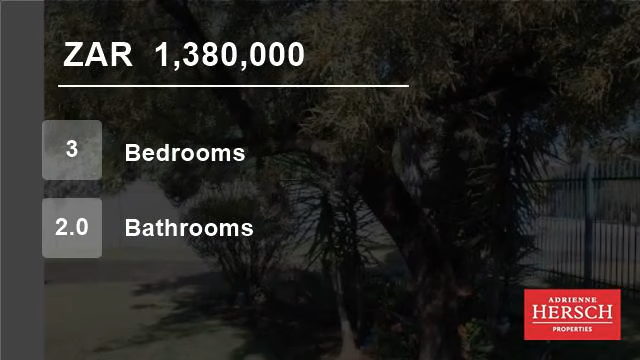 ZAR 1,380,000
3 Bedrooms
2.0 Bathrooms
ADRIENNE
HERSCH
PROPERTIES